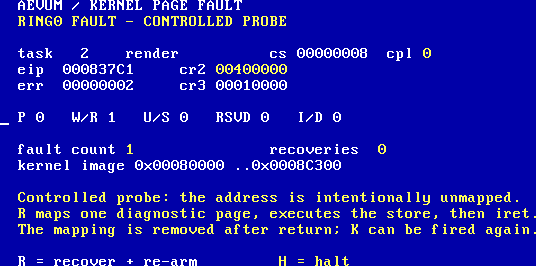 AEVUM / KERNEL PAGE FAULT
RING0 FAULT - CONTROLLED PROBE
task 2 render cs 00000008 cpl 0
eip 000837C1 cr2 00400000
err 00000002 cr3 00010000
P 0 W/R 1 U/S 0 RSVD 0 I/D 0
fault count 1 recoveries 0
kernel image 0x00080000 ..0x0008C300
Controlled probe: the address is intentionally unmapped.
R maps one diagnostic page, executes the store, then iret.
The mapping is removed after return; K can be fired again.
R = recover + re-arm H = halt